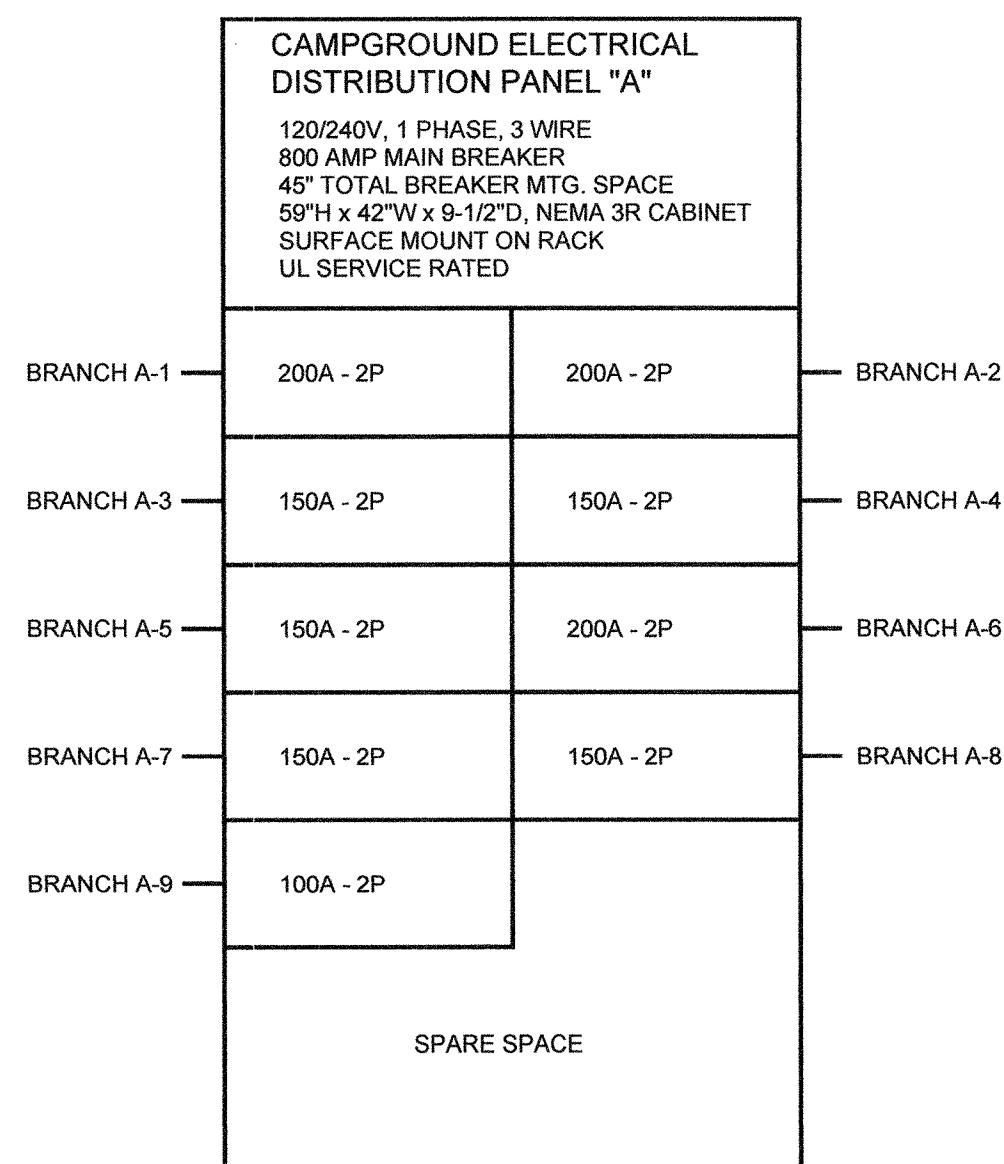 CAMPGROUND ELECTRICAL
DISTRIBUTION PANEL "A"
120/240V, 1 PHASE, 3 WIRE
800 AMP MAIN BREAKER
45" TOTAL BREAKER MTG. SPACE
59"H x 42"W x 9-1/2"D, NEMA 3R CABINET
SURFACE MOUNT ON RACK
UL SERVICE RATED
BRANCH A-1 200A - 2P 200A - 2P BRANCH A-2
BRANCH A-3 150A - 2P 150A - 2P BRANCH A-4
BRANCH A-5 150A - 2P 200A - 2P BRANCH A-6
BRANCH A-7 150A - 2P 150A - 2P BRANCH A-8
BRANCH A-9 100A - 2P
SPARE SPACE